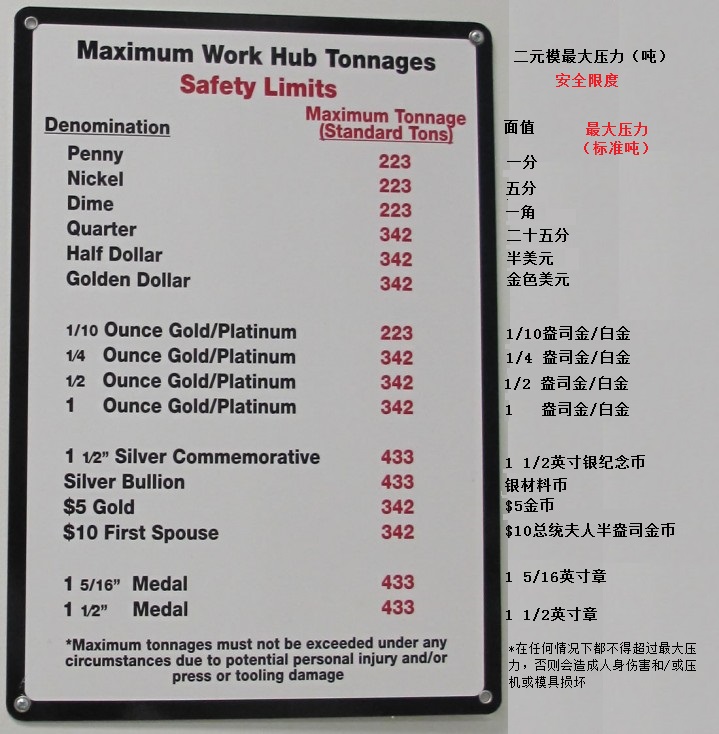 Maximum Work Hub Tonnages
Safety Limits
Denomination
Maximum Tonnage
(Standard Tons)
Penny 223
Nickel 223
Dime 223
Quarter 342
Half Dollar 342
Golden Dollar 342
1/10 Ounce Gold/Platinum 223
1/4 Ounce Gold/Platinum 342
1/2 Ounce Gold/Platinum 342
1 Ounce Gold/Platinum 342
1 1/2” Silver Commemorative 433
Silver Bullion 433
$5 Gold 342
$10 First Spouse 342
1 5/16” Medal 433
1 1/2” Medal 433
*Maximum tonnages must not be exceeded under any
circumstances due to potential personal injury and/or
press or tooling damage
二元模最大压力（吨）
安全限度
面值
最大压力
（标准吨）
一分
五分
一角
二十五分
半美元
金色美元
1/10盎司金/白金
1/4 盎司金/白金
1/2 盎司金/白金
1 盎司金/白金
1 1/2英寸银纪念币
银材料币
$5金币
$10总统夫人半盎司金币
1 5/16英寸章
1 1/2英寸章
*在任何情况下都不得超过最大压
力，否则会造成人身伤害和/或压
机或模具损坏